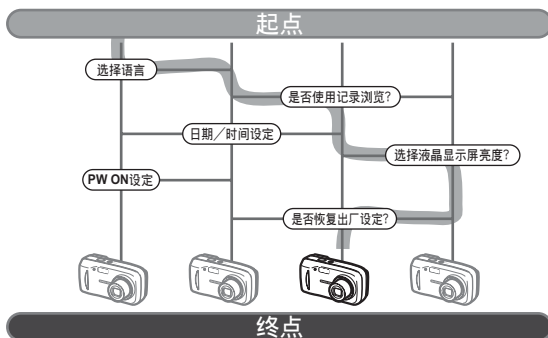 起点
选择语言
是否使用记录浏览?
日期／时间设定
选择液晶显示屏亮度?
PW ON设定
是否恢复出厂设定?
终点